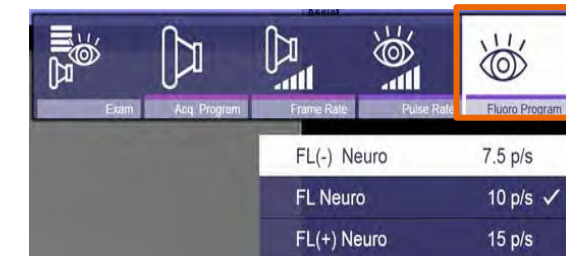 Assist
Exam Acq. Program Frame Rate Pulse Rate Fluoro Program
FL(-) Neuro 7.5 p/s
FL Neuro 10 p/s ✓
FL(+) Neuro 15 p/s